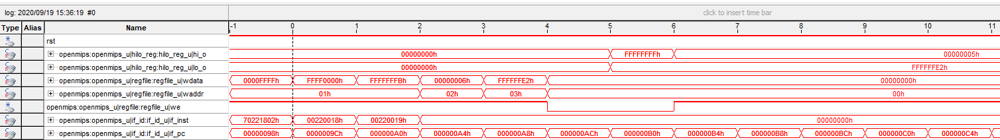 log: 2020/09/19 15:36:19 #0 click to insert time bar
Type Alias Name -1 0 1 2 3 4 5 6 7 8 9 10 11
rst
openmips:openmips_u|hilo_reg:hilo_reg_u|hi_o 00000000h FFFFFFFFh 00000005h
openmips:openmips_u|hilo_reg:hilo_reg_u|lo_o 00000000h FFFFFFE2h
openmips:openmips_u|regfile:regfile_u|wdata 0000FFFFh FFFF0000h FFFFFFFBh 00000006h FFFFFFE2h 00000000h
openmips:openmips_u|regfile:regfile_u|waddr 01h 02h 03h 00h
openmips:openmips_u|regfile:regfile_u|we
openmips:openmips_u|if_id:if_id_u|if_inst 70221802h 00220018h 00220019h 00000000h
openmips:openmips_u|if_id:if_id_u|if_pc 00000098h 0000009Ch 000000A0h 000000A4h 000000A8h 000000ACh 000000B0h 000000B4h 000000B8h 000000BCh 000000C0h 000000C4h